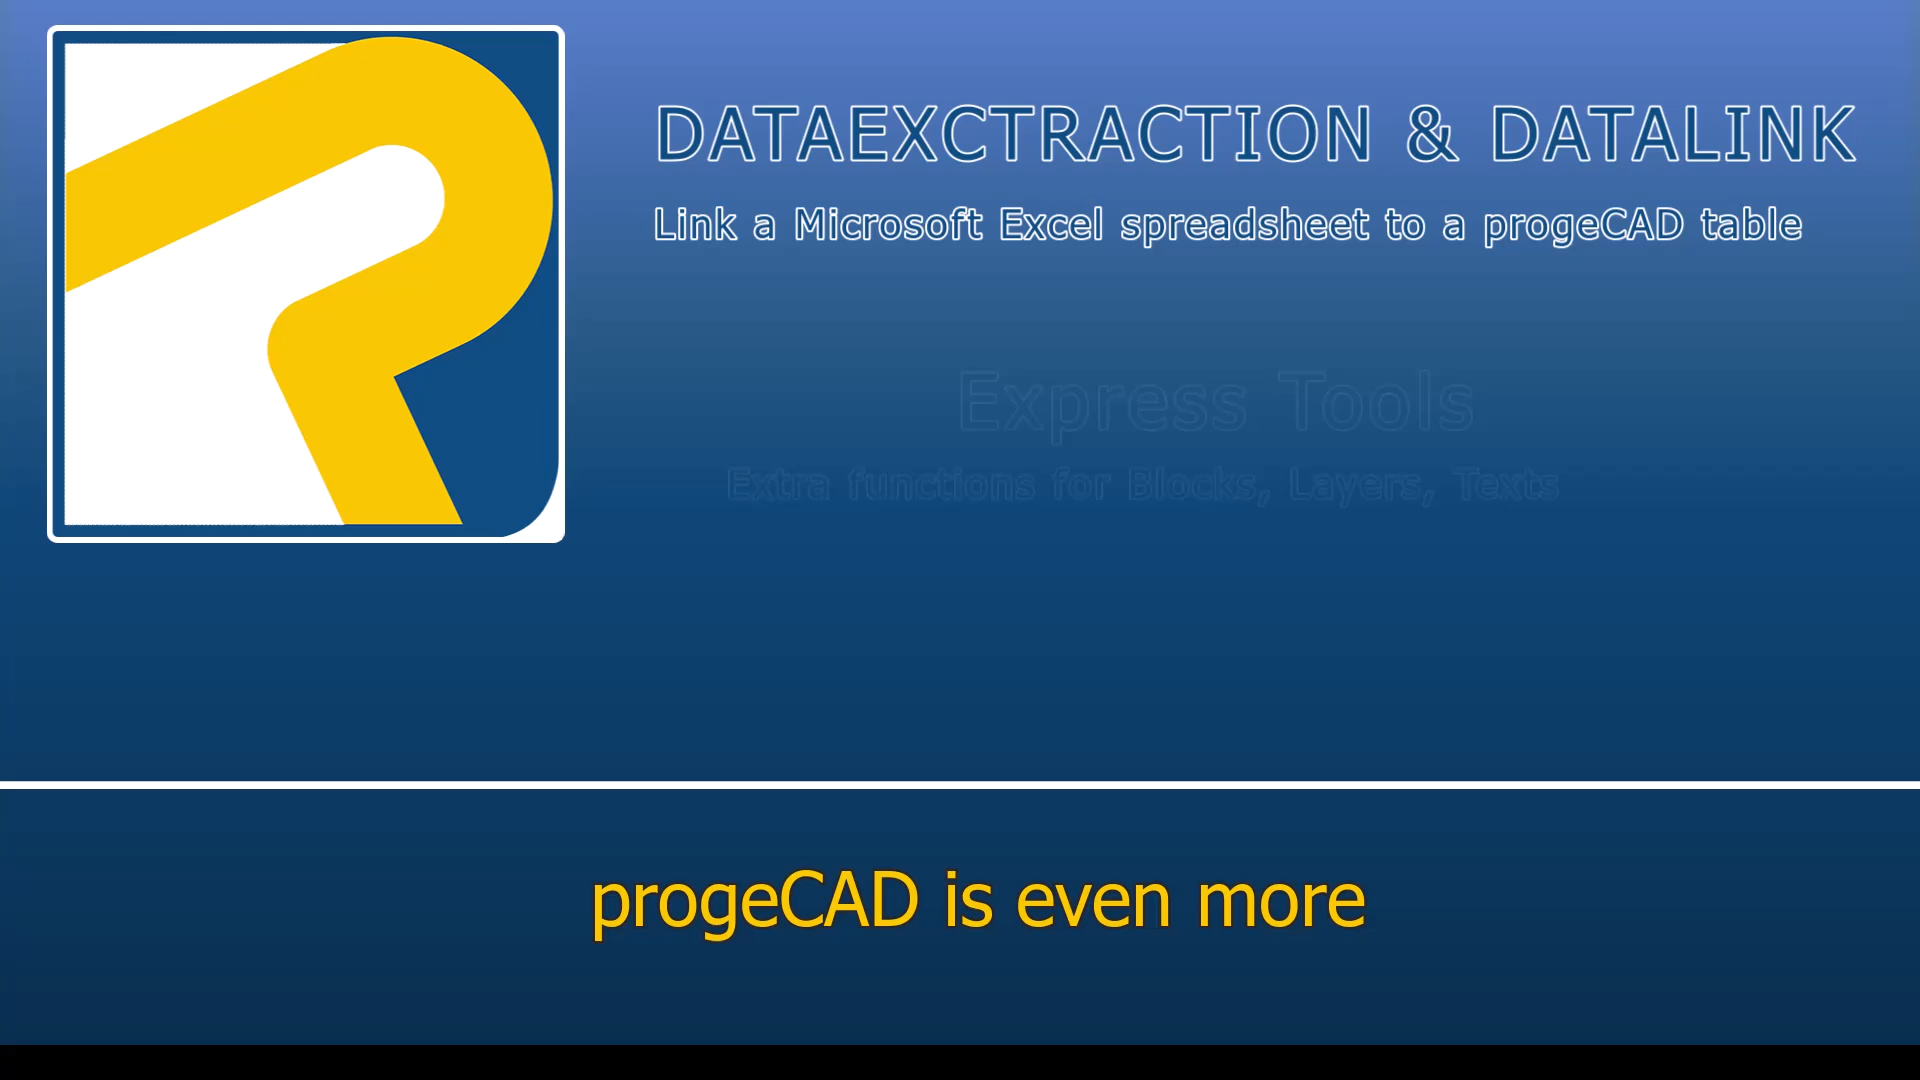 DATAEXCTRACTION & DATALINK
Link a Microsoft Excel spreadsheet to a progeCAD table
Express Tools
Extra functions for Blocks, Layers, Texts
progeCAD is even more